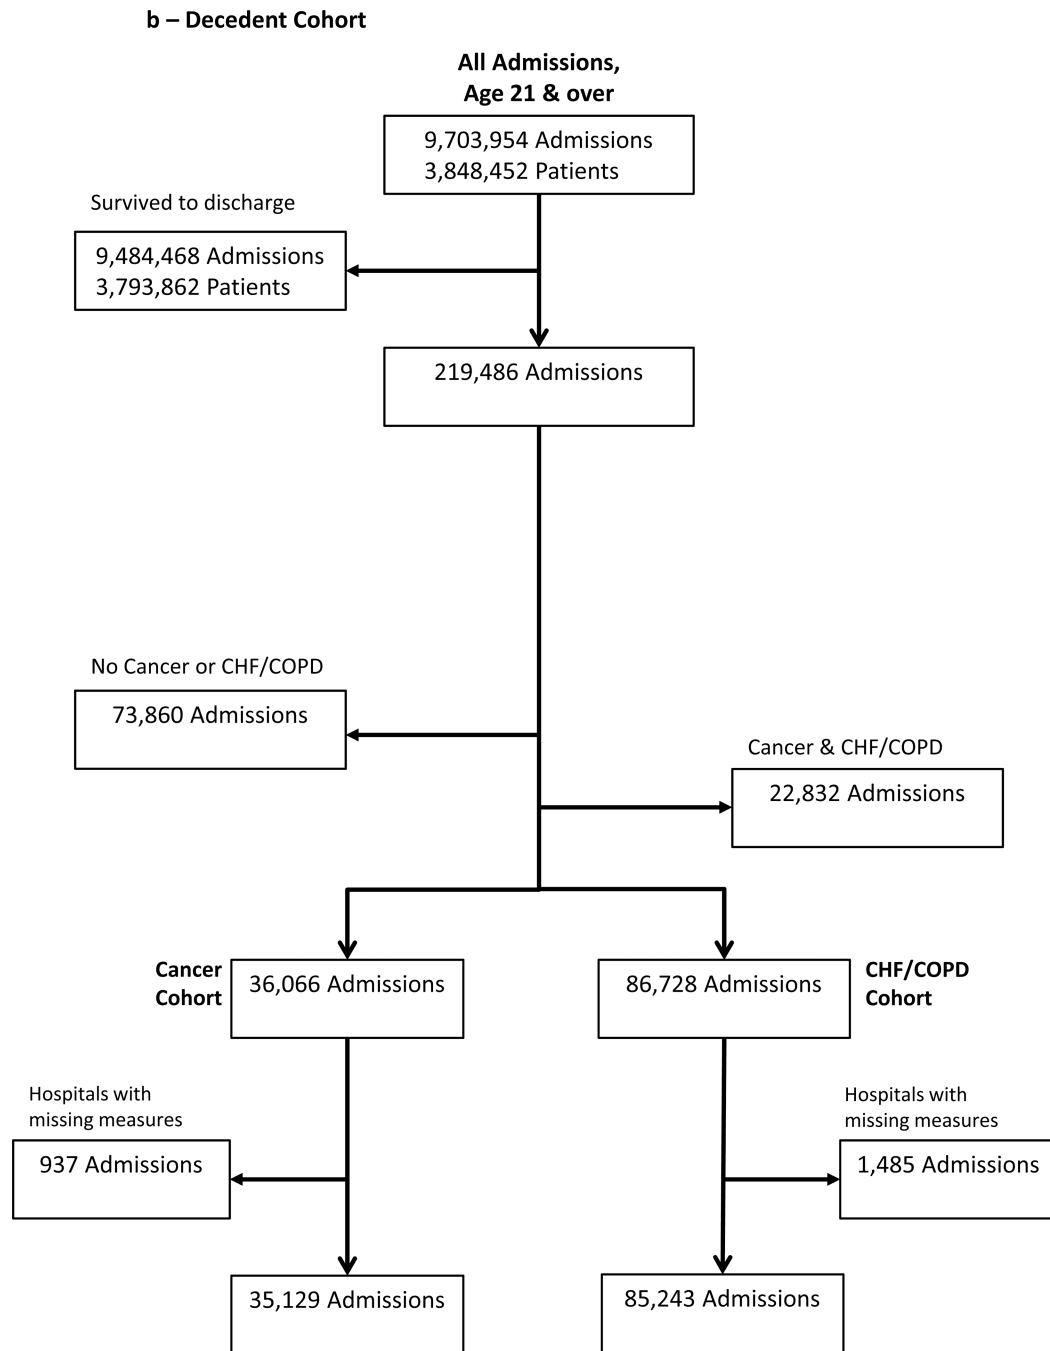 b – Decedent Cohort
All Admissions,
Age 21 & over
9,703,954 Admissions
3,848,452 Patients
Survived to discharge
9,484,468 Admissions
3,793,862 Patients
219,486 Admissions
No Cancer or CHF/COPD
73,860 Admissions
Cancer & CHF/COPD
22,832 Admissions
Cancer
Cohort
36,066 Admissions
86,728 Admissions
CHF/COPD
Cohort
Hospitals with
missing measures
937 Admissions
Hospitals with
missing measures
1,485 Admissions
35,129 Admissions
85,243 Admissions